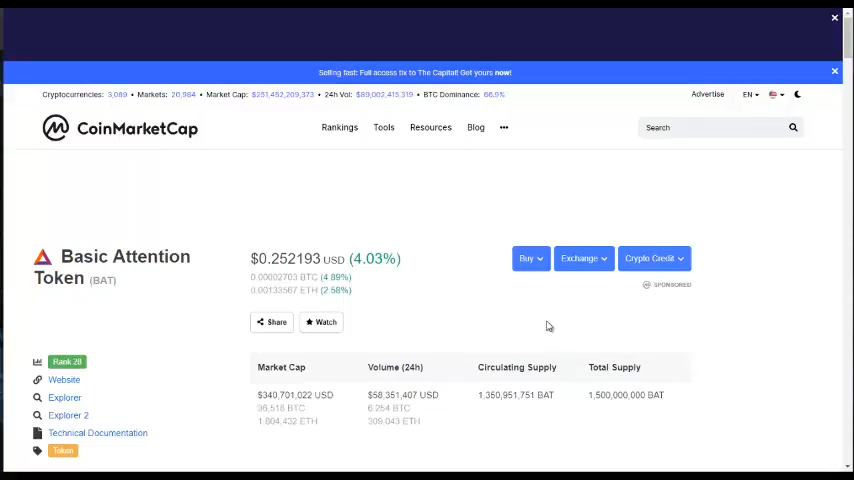 Selling fast: Full access tix to The Capital! Get yours now!
Cryptocurrencies: 3,069 • Markets: 20,984 • Market Cap: $251,452,209,373 • 24h Vol: $89,002,415,319 • BTC Dominance: 66.9%
Advertise EN
CoinMarketCap
Rankings Tools Resources Blog •••
Search
Basic Attention Token (BAT)
$0.252193 USD (4.03%)
0.00002703 BTC (4.89%)
0.00133567 ETH (2.58%)
Buy Exchange Crypto Credit
SPONSORED
Share Watch
Rank 28
Website
Explorer
Explorer 2
Technical Documentation
Token
Market Cap Volume (24h) Circulating Supply Total Supply
$340,701,022 USD $58,351,407 USD 1,350,951,751 BAT 1,500,000,000 BAT
36,518 BTC 6,254 BTC
1,804,432 ETH 309,043 ETH